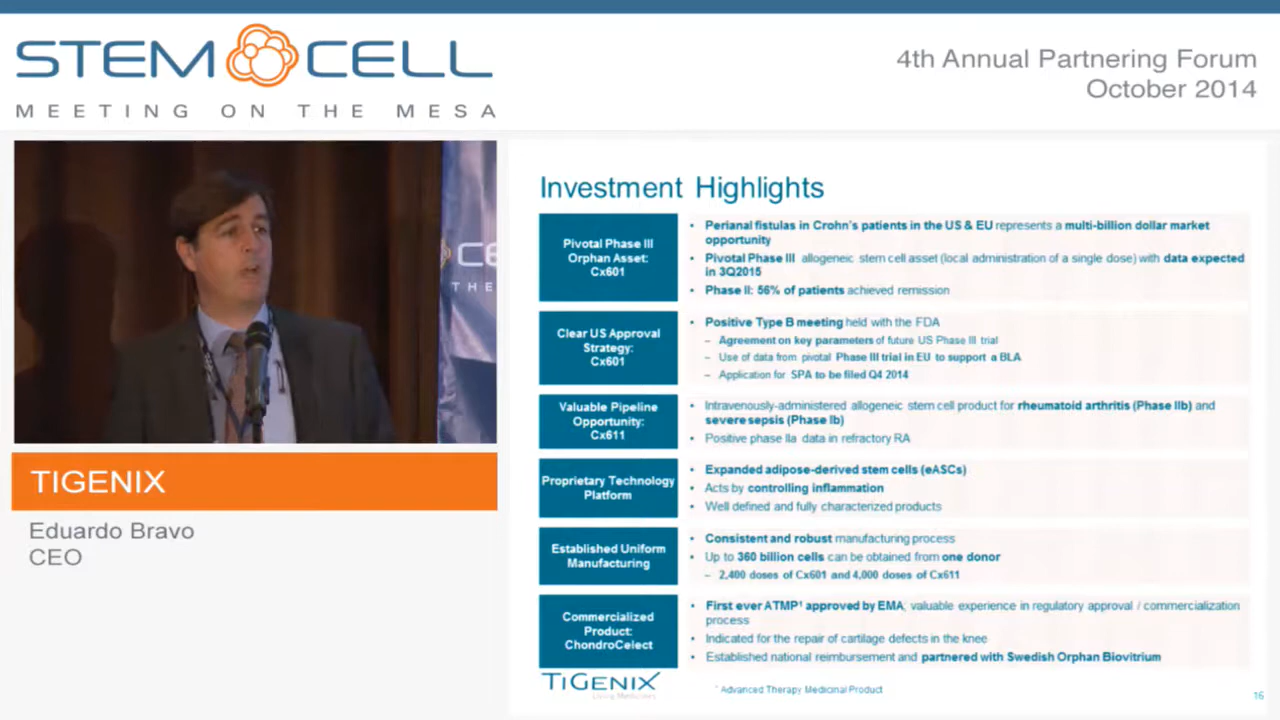 STEM CELL
MEETING ON THE MESA
4th Annual Partnering Forum
October 2014
CE
THE
TIGENIX
Eduardo Bravo
CEO
Investment Highlights
Pivotal Phase III
Orphan Asset:
Cx601
• Perianal fistulas in Crohn's patients in the US & EU represents a multi-billion dollar market
opportunity
• Pivotal Phase III allogeneic stem cell asset (local administration of a single dose) with data expected
in 3Q2015
• Phase II: 56% of patients achieved remission
Clear US Approval
Strategy:
Cx601
• Positive Type B meeting held with the FDA
– Agreement on key parameters of future US Phase III trial
– Use of data from pivotal Phase III trial in EU to support a BLA
– Application for SPA to be filed Q4 2014
Valuable Pipeline
Opportunity:
Cx611
• Intravenously-administered allogeneic stem cell product for rheumatoid arthritis (Phase IIb) and
severe sepsis (Phase Ib)
• Positive phase IIa data in refractory RA
Proprietary Technology
Platform
• Expanded adipose-derived stem cells (eASCs)
• Acts by controlling inflammation
• Well defined and fully characterized products
Established Uniform
Manufacturing
• Consistent and robust manufacturing process
• Up to 360 billion cells can be obtained from one donor
– 2,400 doses of Cx601 and 4,000 doses of Cx611
Commercialized
Product:
ChondroCelect
• First ever ATMP¹ approved by EMA; valuable experience in regulatory approval / commercialization
process
• Indicated for the repair of cartilage defects in the knee
• Established national reimbursement and partnered with Swedish Orphan Biovitrium
TiGENIX
Living Medicines
¹ Advanced Therapy Medicinal Product
16